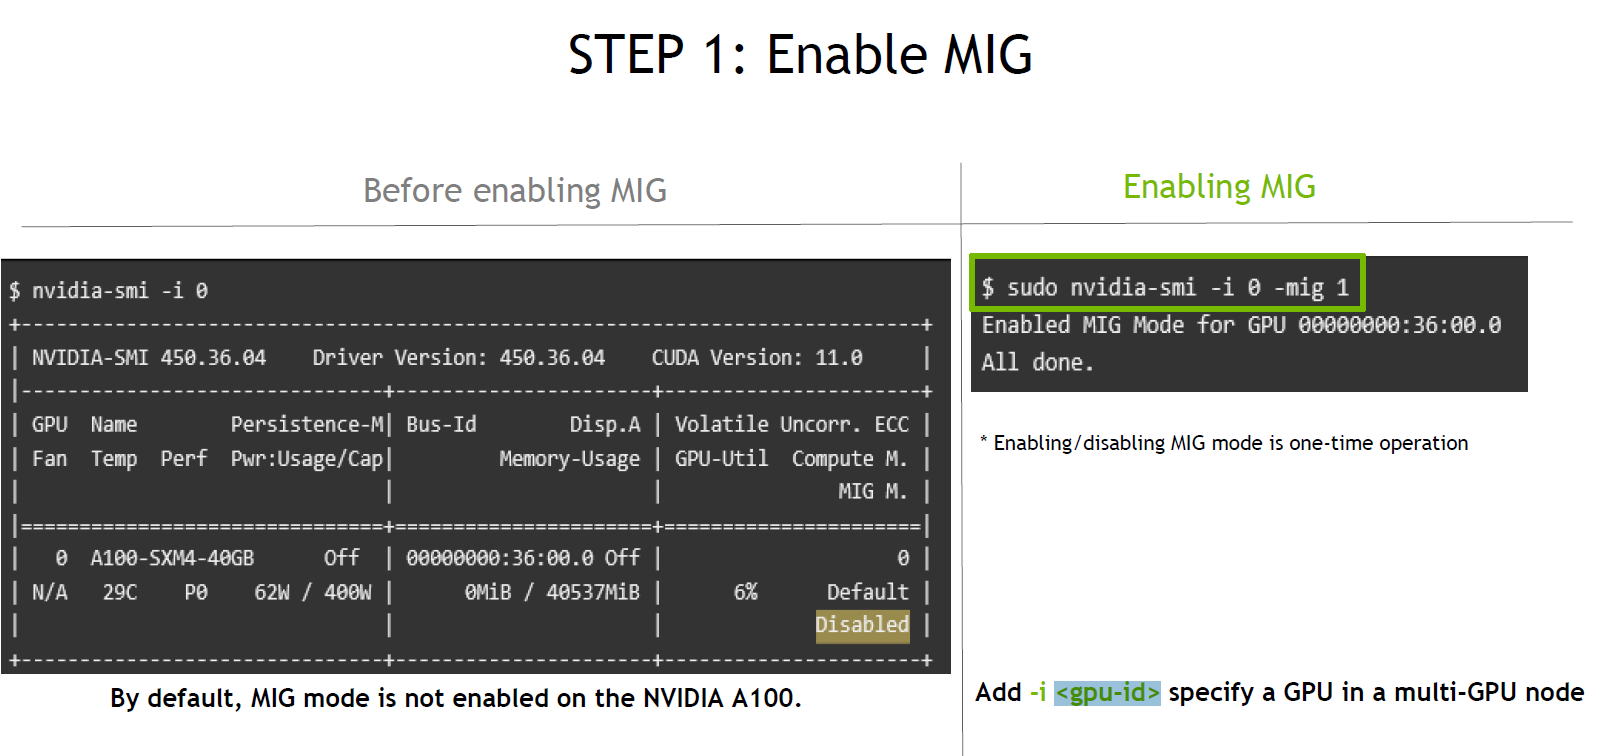 STEP 1: Enable MIG
Before enabling MIG
$ nvidia-smi -i 0
+-----------------------------------------------------------------------------+
| NVIDIA-SMI 450.36.04    Driver Version: 450.36.04    CUDA Version: 11.0     |
|-------------------------------+----------------------+----------------------+
| GPU  Name        Persistence-M| Bus-Id        Disp.A | Volatile Uncorr. ECC |
| Fan  Temp  Perf  Pwr:Usage/Cap|         Memory-Usage | GPU-Util  Compute M. |
|                               |                      |               MIG M. |
|===============================+======================+======================|
|   0  A100-SXM4-40GB      Off  | 00000000:36:00.0 Off |                    0 |
| N/A   29C    P0    62W / 400W |      0MiB / 40537MiB |      6%      Default |
|                               |                      |             Disabled |
+-------------------------------+----------------------+----------------------+
By default, MIG mode is not enabled on the NVIDIA A100.
Enabling MIG
$ sudo nvidia-smi -i 0 -mig 1
Enabled MIG Mode for GPU 00000000:36:00.0
All done.
* Enabling/disabling MIG mode is one-time operation
Add -i <gpu-id> specify a GPU in a multi-GPU node